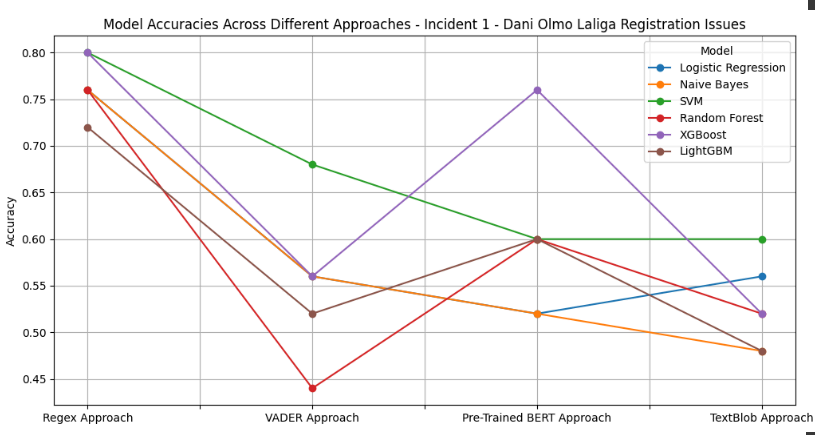 Model Accuracies Across Different Approaches - Incident 1 - Dani Olmo Laliga Registration Issues
Model
Logistic Regression
Naive Bayes
SVM
Random Forest
XGBoost
LightGBM
Accuracy
0.80
0.75
0.70
0.65
0.60
0.55
0.50
0.45
Regex Approach VADER Approach Pre-Trained BERT Approach TextBlob Approach